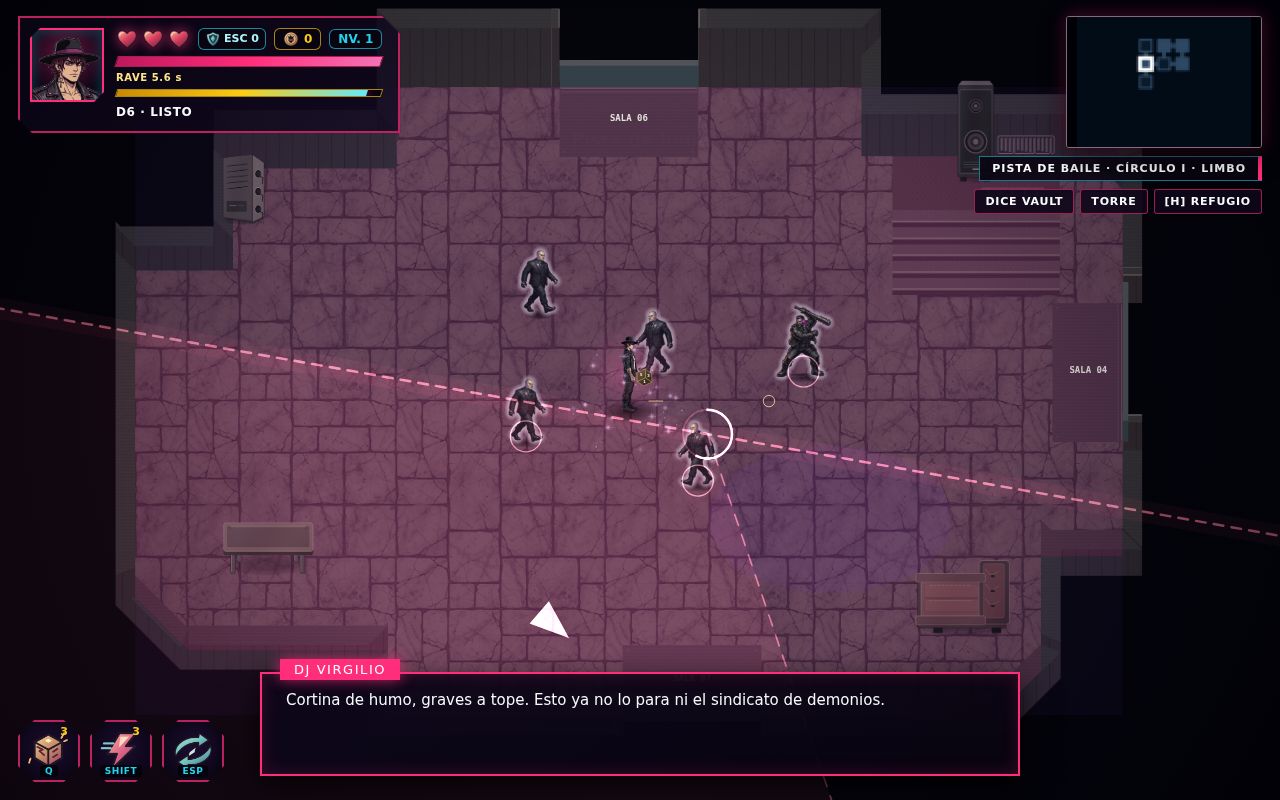 ESC 0
0
NV. 1
RAVE 5.6 s
D6 · LISTO
SALA 06
PISTA DE BAILE · CÍRCULO I · LIMBO
DICE VAULT
TORRE
[H] REFUGIO
SALA 04
DJ VIRGILIO
Cortina de humo, graves a tope. Esto ya no lo para ni el sindicato de demonios.
3
Q
3
SHIFT
ESP